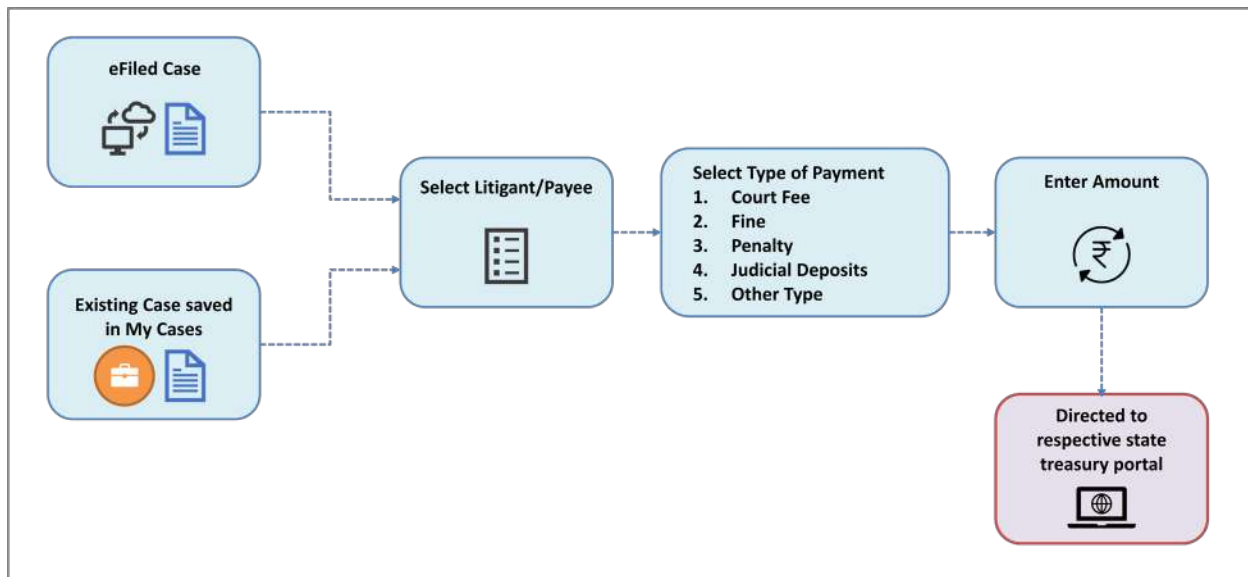 eFiled Case
Existing Case saved
in My Cases
Select Litigant/Payee
Select Type of Payment
1. Court Fee
2. Fine
3. Penalty
4. Judicial Deposits
5. Other Type
Enter Amount
₹
Directed to
respective state
treasury portal